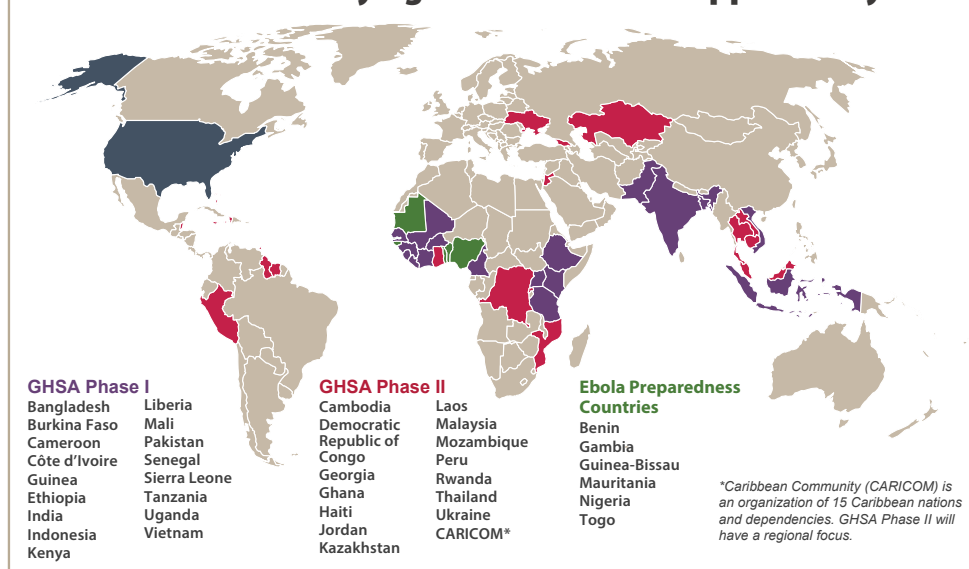 GHSA Phase I
Bangladesh
Burkina Faso
Cameroon
Côte d’Ivoire
Guinea
Ethiopia
India
Indonesia
Kenya
Liberia
Mali
Pakistan
Senegal
Sierra Leone
Tanzania
Uganda
Vietnam
GHSA Phase II
Cambodia
Democratic
Republic of
Congo
Georgia
Ghana
Haiti
Jordan
Kazakhstan
Laos
Malaysia
Mozambique
Peru
Rwanda
Thailand
Ukraine
CARICOM*
Ebola Preparedness
Countries
Benin
Gambia
Guinea-Bissau
Mauritania
Nigeria
Togo
*Caribbean Community (CARICOM) is
an organization of 15 Caribbean nations
and dependencies. GHSA Phase II will
have a regional focus.